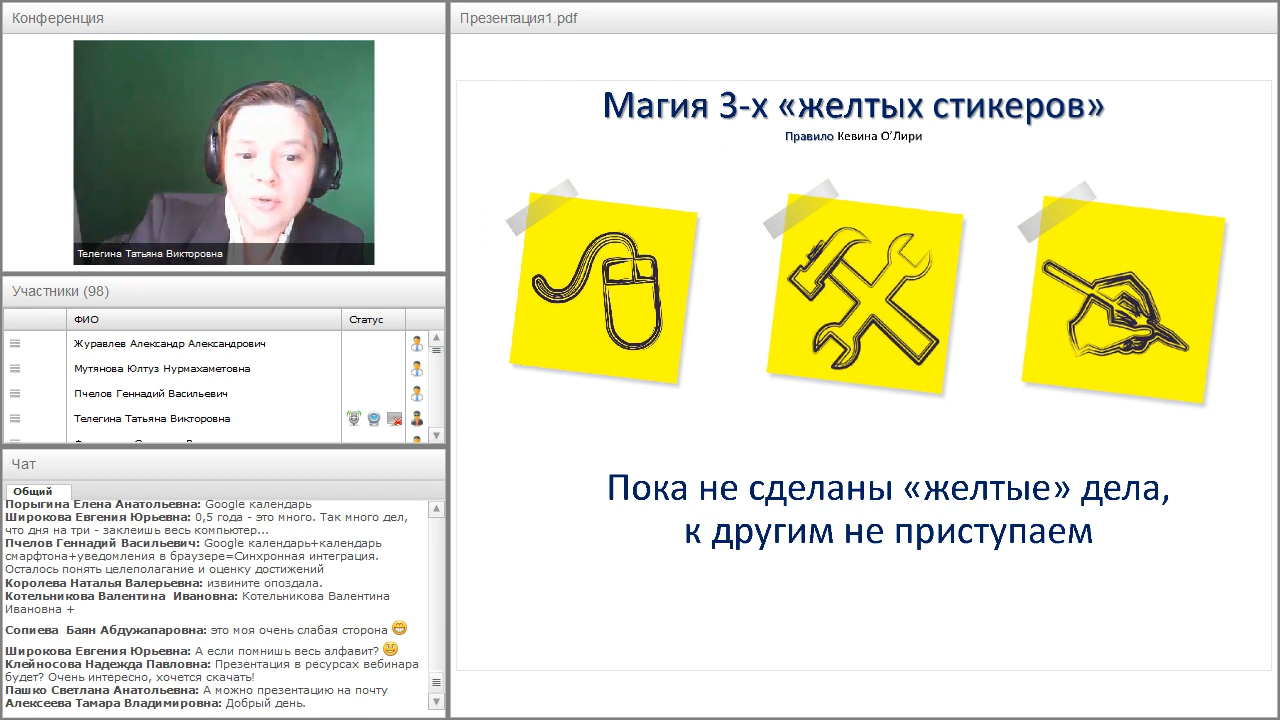 Конференция
Телегина Татьяна Викторовна
Участники (98)
ФИО
Статус
Журавлев Александр Александрович
Мутянова Юлтуз Нурмахаметовна
Пчелов Геннадий Васильевич
Телегина Татьяна Викторовна
Чат
Общий
Порыгина Елена Анатольевна: Google календарь
Широкова Евгения Юрьевна: 0,5 года - это много. Так много дел,
что дня на три - заклеишь весь компьютер...
Пчелов Геннадий Васильевич: Google календарь+календарь
смарфтона+уведомления в браузере=Синхронная интеграция.
Осталось понять целеполагание и оценку достижений
Королева Наталья Валерьевна: извините опоздала.
Котельникова Валентина Ивановна: Котельникова Валентина
Ивановна +
Сопиева Баян Абдужапаровна: это моя очень слабая сторона
Широкова Евгения Юрьевна: А если помнишь весь алфавит?
Клейносова Надежда Павловна: Презентация в ресурсах вебинара
будет? Очень интересно, хочется скачать!
Пашко Светлана Анатольевна: А можно презентацию на почту
Алексеева Тамара Владимировна: Добрый день.
Презентация1.pdf
Магия 3-х «желтых стикеров»
Правило Кевина О'Лири
Пока не сделаны «желтые» дела,
к другим не приступаем